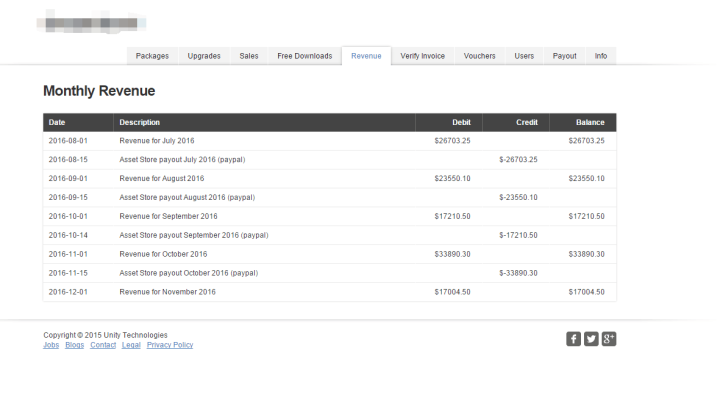 Packages Upgrades Sales Free Downloads Revenue Verify Invoice Vouchers Users Payout Info
Monthly Revenue
Date Description Debit Credit Balance
2016-08-01 Revenue for July 2016 $26703.25 $26703.25
2016-08-15 Asset Store payout July 2016 (paypal) $-26703.25
2016-09-01 Revenue for August 2016 $23550.10 $23550.10
2016-09-15 Asset Store payout August 2016 (paypal) $-23550.10
2016-10-01 Revenue for September 2016 $17210.50 $17210.50
2016-10-14 Asset Store payout September 2016 (paypal) $-17210.50
2016-11-01 Revenue for October 2016 $33890.30 $33890.30
2016-11-15 Asset Store payout October 2016 (paypal) $-33890.30
2016-12-01 Revenue for November 2016 $17004.50 $17004.50
Copyright © 2015 Unity Technologies
Jobs Blogs Contact Legal Privacy Policy